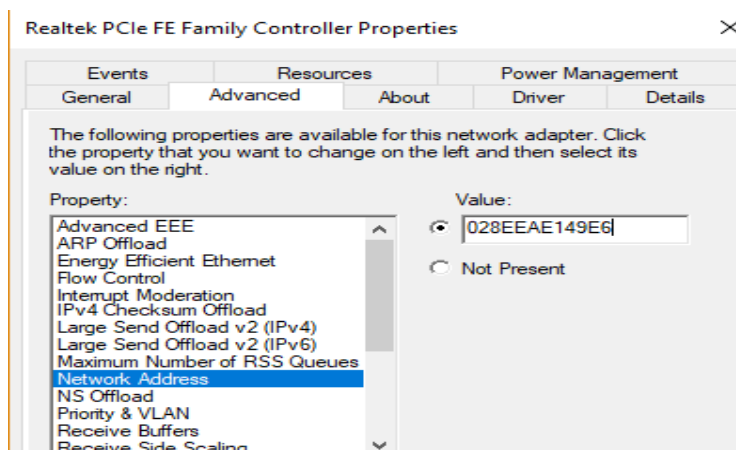 Realtek PCIe FE Family Controller Properties
Events Resources Power Management
General Advanced About Driver Details
The following properties are available for this network adapter. Click
the property that you want to change on the left and then select its
value on the right.
Property:
Value:
Advanced EEE
ARP Offload
Energy Efficient Ethernet
Flow Control
Interrupt Moderation
IPv4 Checksum Offload
Large Send Offload v2 (IPv4)
Large Send Offload v2 (IPv6)
Maximum Number of RSS Queues
Network Address
NS Offload
Priority & VLAN
Receive Buffers
Receive Side Scaling
028EEAE149E6
Not Present